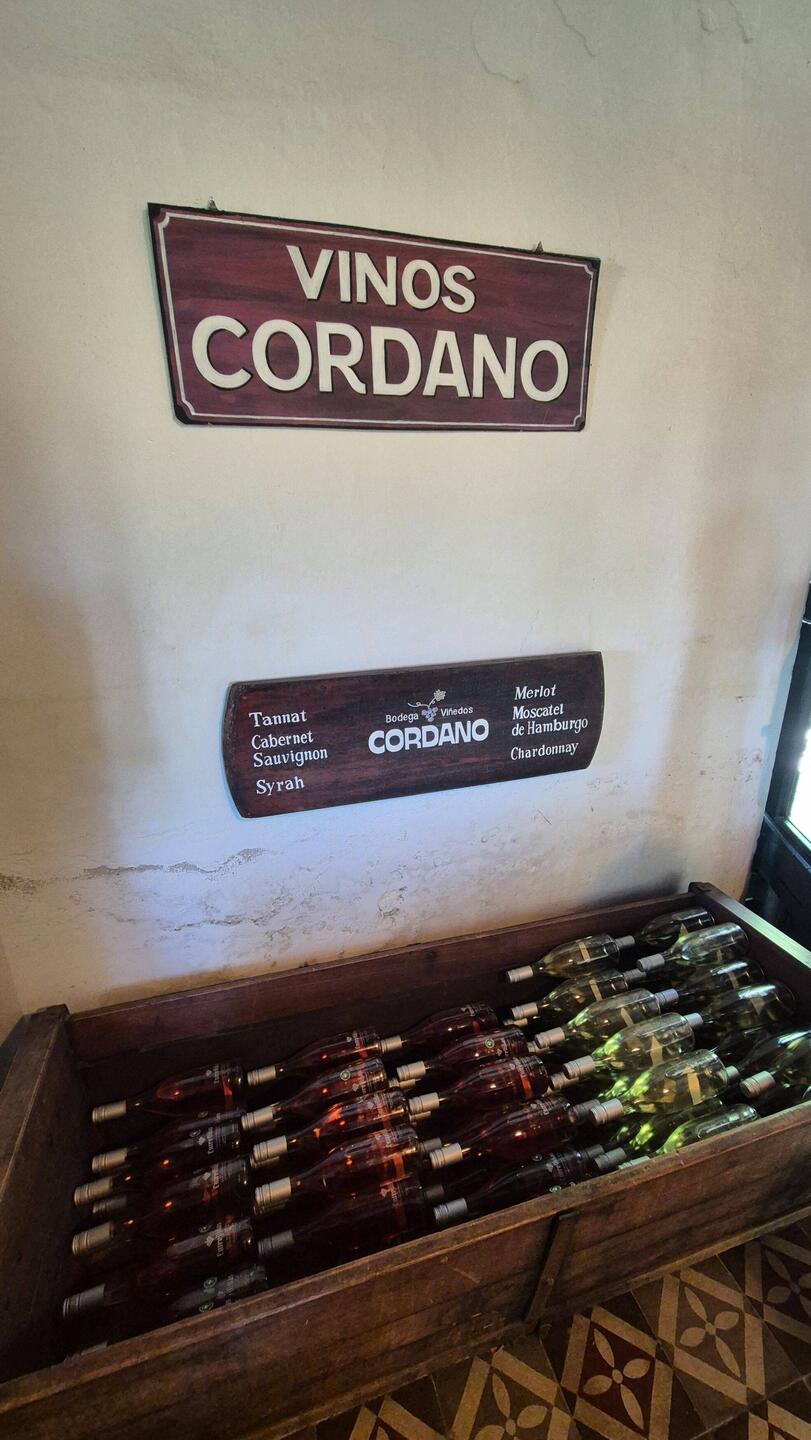 VINOS
CORDANO
Tannat
Cabernet
Sauvignon
Syrah
Bodega Viñedos
CORDANO
Merlot
Moscatel
de Hamburgo
Chardonnay